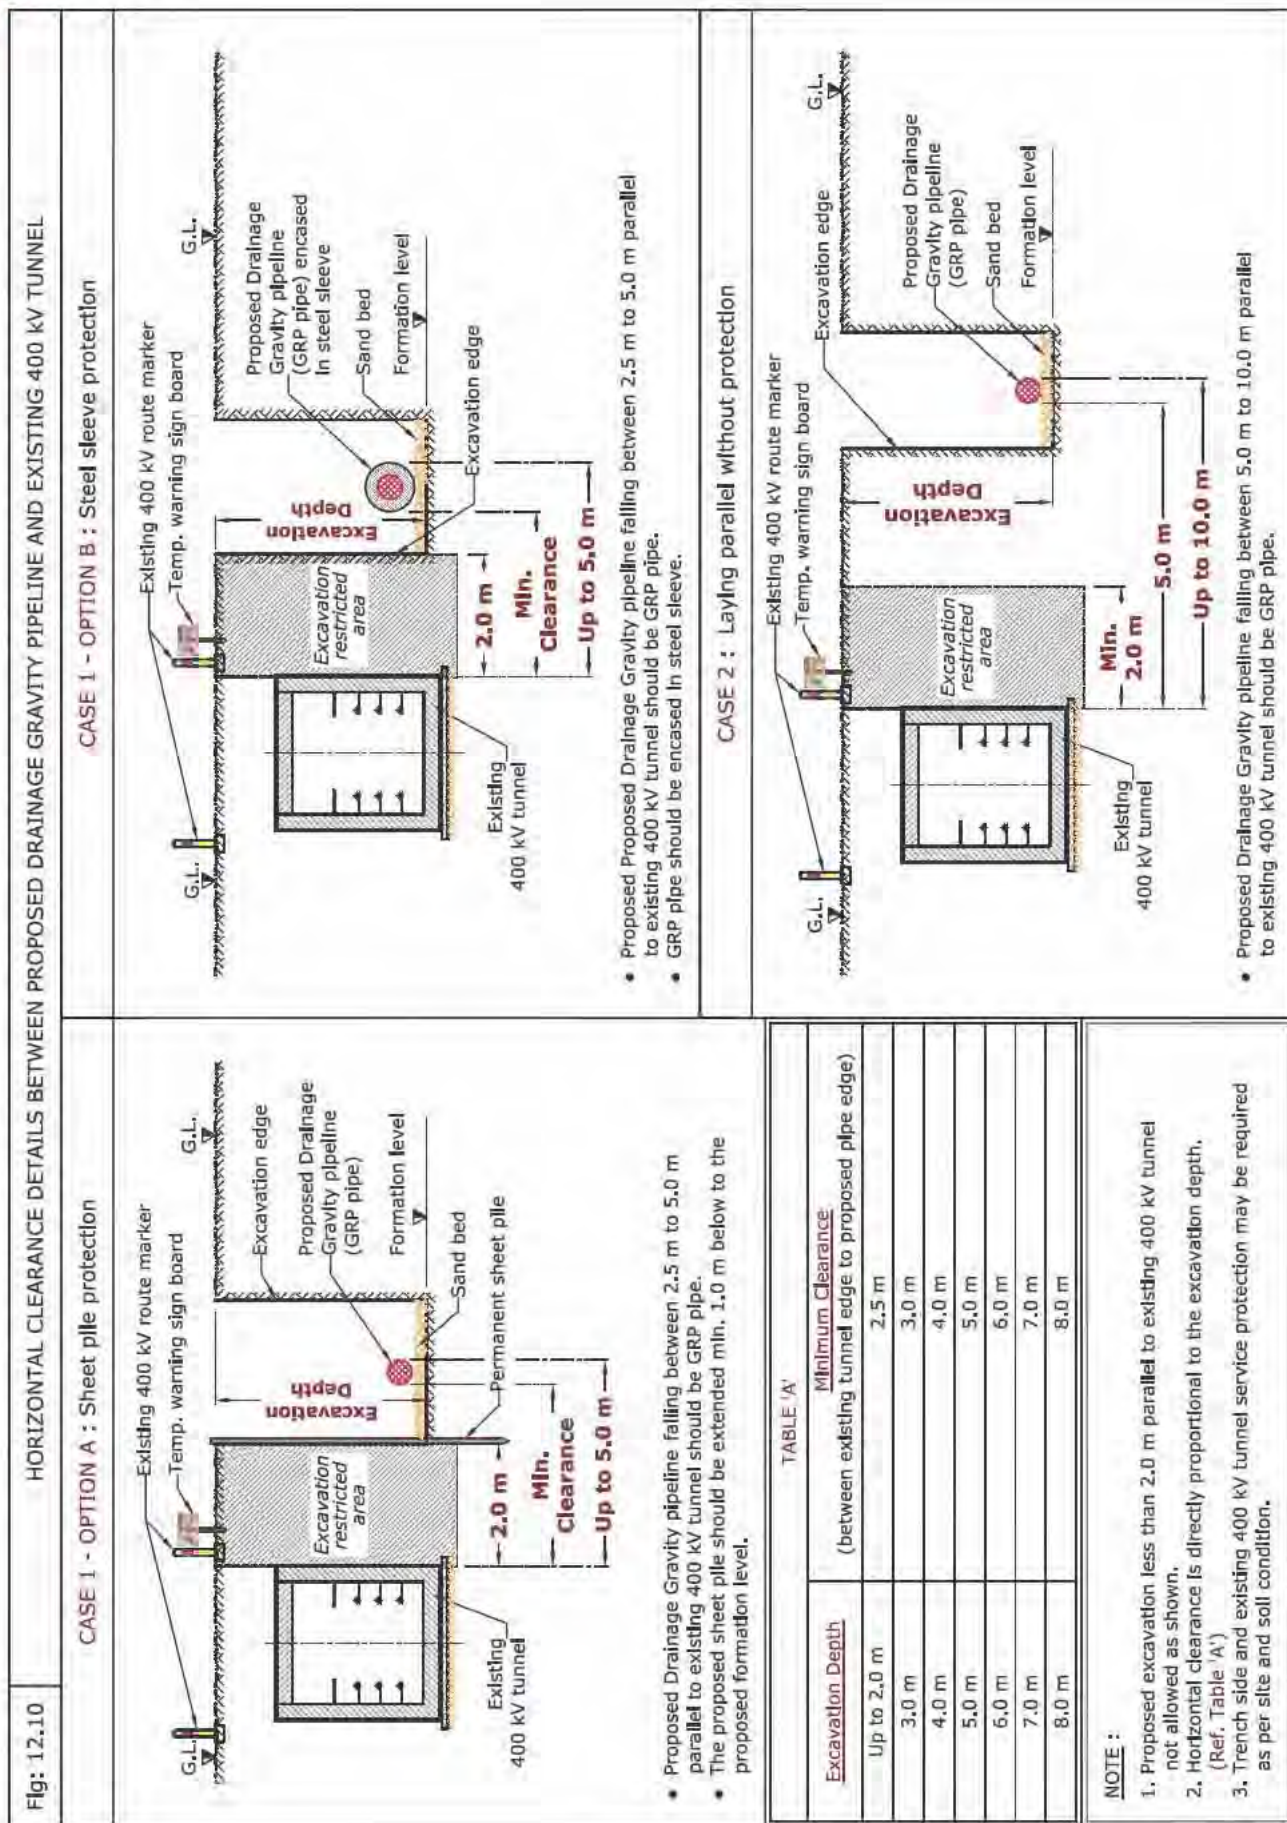 Fig: 12.10
HORIZONTAL CLEARANCE DETAILS BETWEEN PROPOSED DRAINAGE GRAVITY PIPELINE AND EXISTING 400 kV TUNNEL
CASE 1 - OPTION A : Sheet pile protection
Existing 400 kV route marker
Temp. warning sign board
G.L.
G.L.
Excavation edge
Proposed Drainage
Gravity pipeline
(GRP pipe)
Formation level
Sand bed
Permanent sheet pile
Excavation
restricted
area
Excavation
Depth
Existing
400 kV tunnel
2.0 m
Min.
Clearance
Up to 5.0 m
• Proposed Drainage Gravity pipeline falling between 2.5 m to 5.0 m
parallel to existing 400 kV tunnel should be GRP pipe.
• The proposed sheet pile should be extended min. 1.0 m below to the
proposed formation level.
CASE 1 - OPTION B : Steel sleeve protection
Existing 400 kV route marker
Temp. warning sign board
G.L.
G.L.
Proposed Drainage
Gravity pipeline
(GRP pipe) encased
in steel sleeve
Sand bed
Formation level
Excavation edge
Excavation
restricted
area
Excavation
Depth
Existing
400 kV tunnel
2.0 m
Min.
Clearance
Up to 5.0 m
• Proposed Proposed Drainage Gravity pipeline falling between 2.5 m to 5.0 m parallel
to existing 400 kV tunnel should be GRP pipe.
• GRP pipe should be encased in steel sleeve.
TABLE 'A'
Excavation Depth
Minimum Clearance
(between existing tunnel edge to proposed pipe edge)
Up to 2.0 m 2.5 m
3.0 m 3.0 m
4.0 m 4.0 m
5.0 m 5.0 m
6.0 m 6.0 m
7.0 m 7.0 m
8.0 m 8.0 m
NOTE :
1. Proposed excavation less than 2.0 m parallel to existing 400 kV tunnel
not allowed as shown.
2. Horizontal clearance is directly proportional to the excavation depth.
(Ref. Table 'A')
3. Trench side and existing 400 kV tunnel service protection may be required
as per site and soil condition.
CASE 2 : Laying parallel without protection
Existing 400 kV route marker
Temp. warning sign board
Excavation edge
G.L.
G.L.
Proposed Drainage
Gravity pipeline
(GRP pipe)
Sand bed
Formation level
Excavation
restricted
area
Excavation
Depth
Existing
400 kV tunnel
Min.
2.0 m
5.0 m
Up to 10.0 m
• Proposed Drainage Gravity pipeline falling between 5.0 m to 10.0 m parallel
to existing 400 kV tunnel should be GRP pipe.